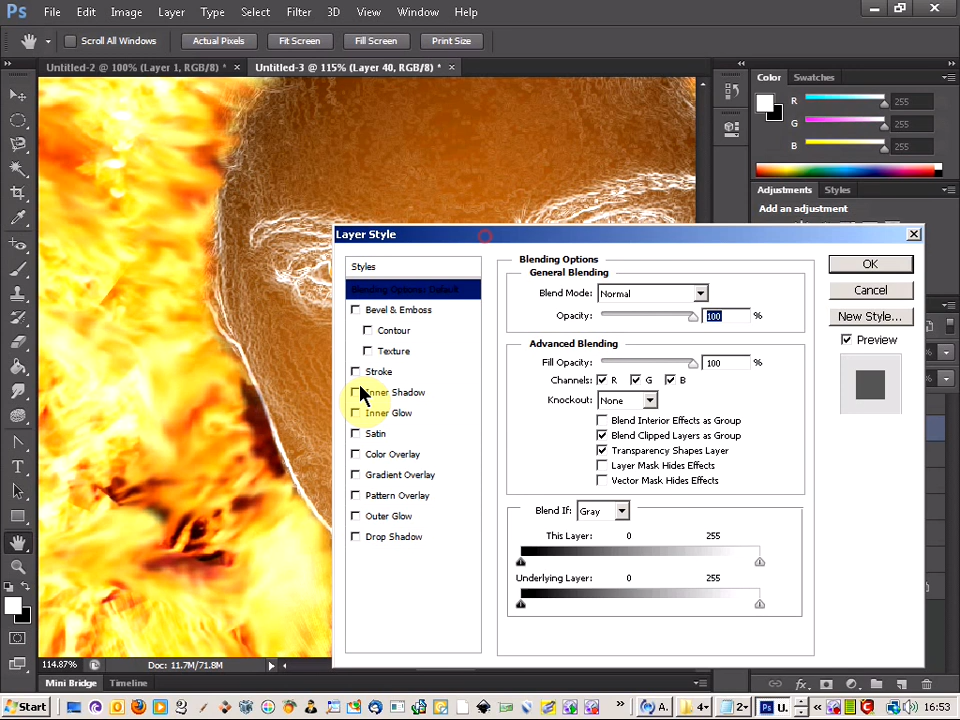 Ps File Edit Image Layer Type Select Filter 3D View Window Help
Scroll All Windows Actual Pixels Fit Screen Fill Screen Print Size
Untitled-2 @ 100% (Layer 1, RGB/8) * × Untitled-3 @ 115% (Layer 40, RGB/8) * ×
Color Swatches
R 255
G 255
B 255
Adjustments Styles
Add an adjustment
Layer Style
Styles
Blending Options: Default
Bevel & Emboss
Contour
Texture
Stroke
Inner Shadow
Inner Glow
Satin
Color Overlay
Gradient Overlay
Pattern Overlay
Outer Glow
Drop Shadow
Blending Options
General Blending
Blend Mode: Normal
Opacity: 100 %
Advanced Blending
Fill Opacity: 100 %
Channels: R G B
Knockout: None
Blend Interior Effects as Group
Blend Clipped Layers as Group
Transparency Shapes Layer
Layer Mask Hides Effects
Vector Mask Hides Effects
Blend If: Gray
This Layer: 0 255
Underlying Layer: 0 255
OK
Cancel
New Style...
Preview
114.87% Doc: 11.7M/71.8M
Mini Bridge Timeline
Start A. 4 2 Ps U. 16:53